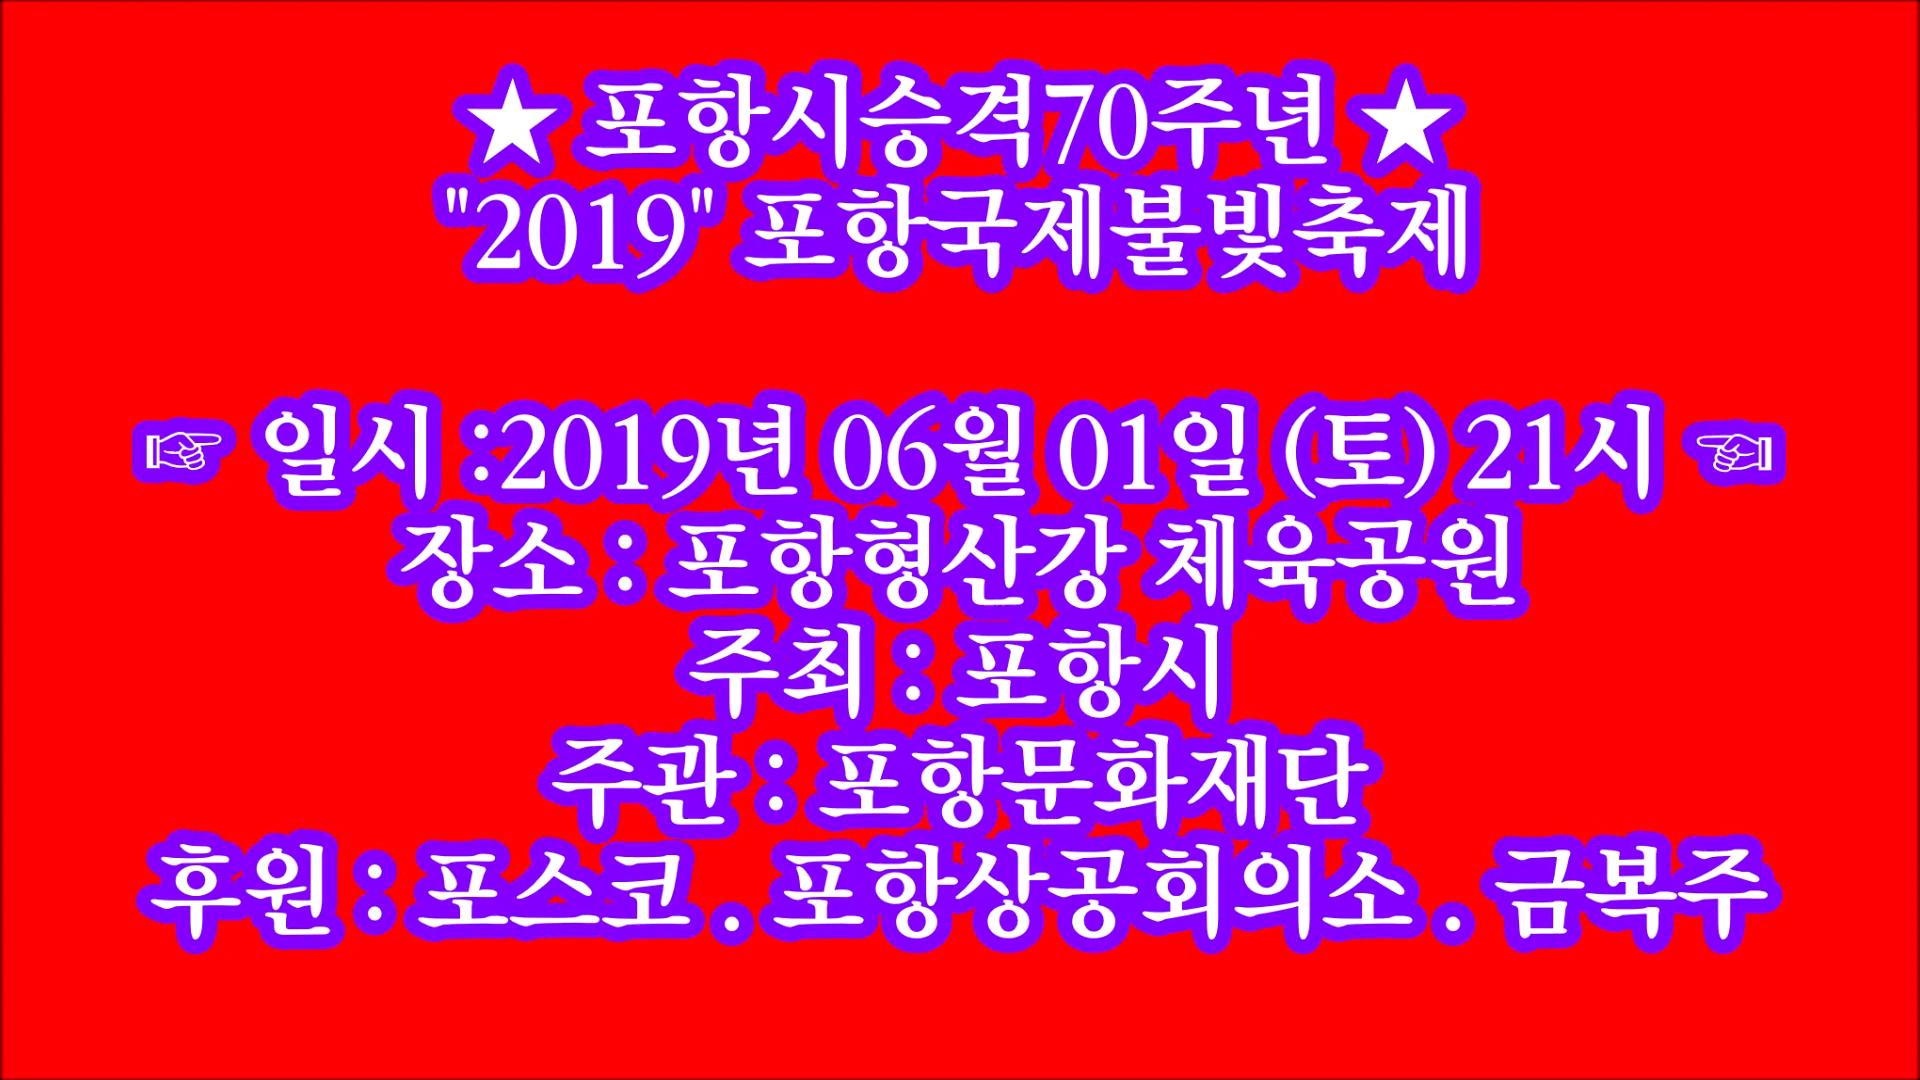 ★ 포항시승격70주년 ★
"2019" 포항국제불빛축제
☞ 일시 :2019년 06월 01일 (토) 21시 ☜
장소 : 포항형산강 체육공원
주최 : 포항시
주관 : 포항문화재단
후원 : 포스코 . 포항상공회의소 . 금복주